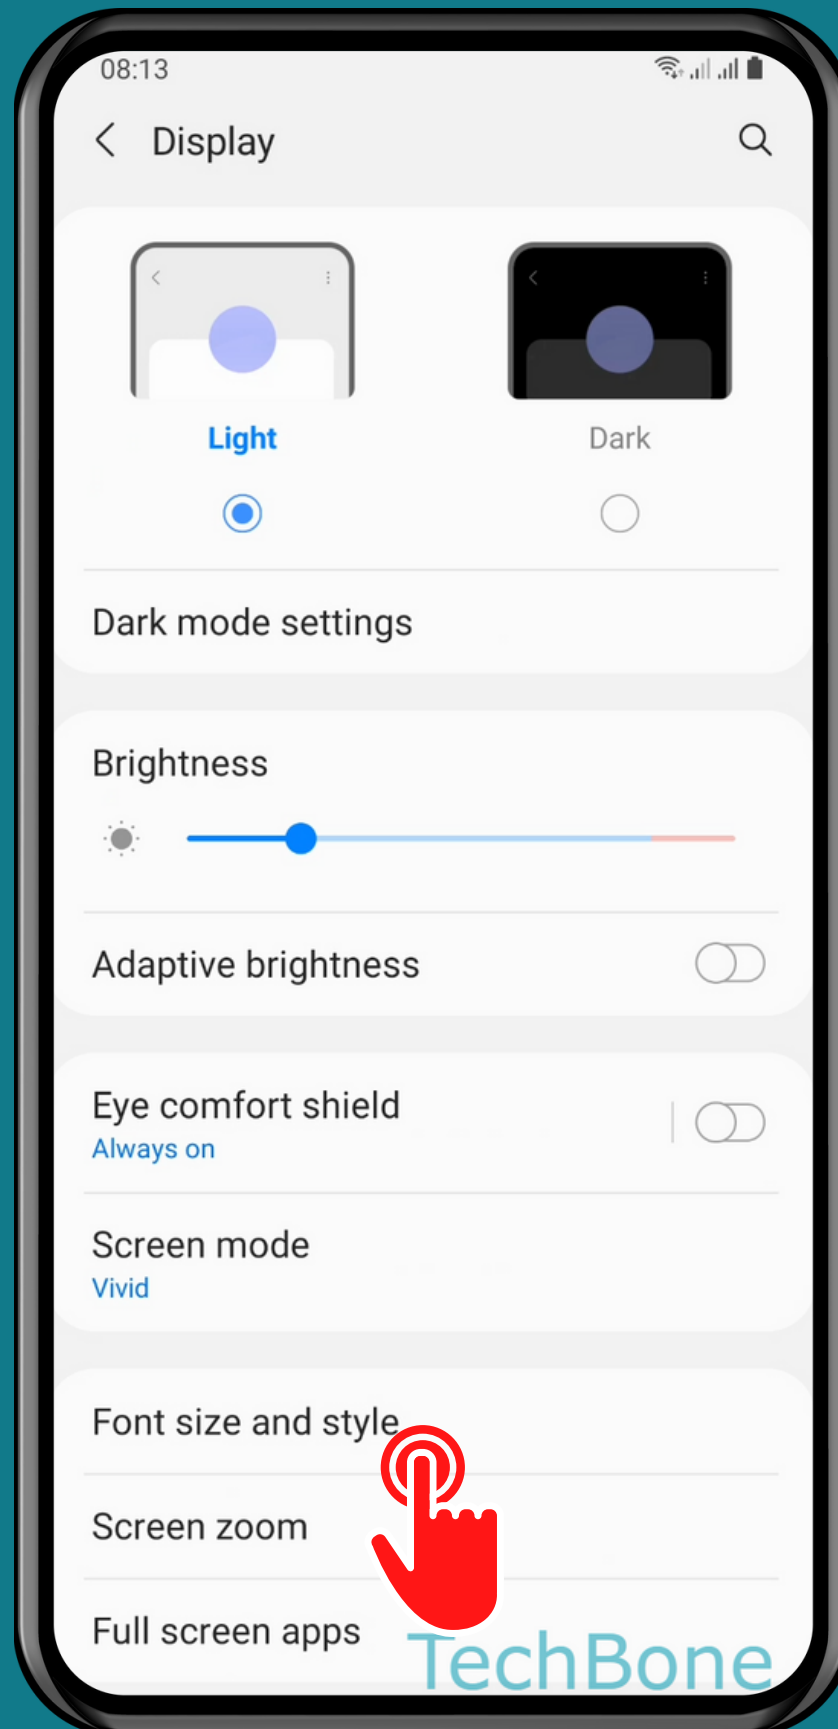 08:13
Display
Light
Dark
Dark mode settings
Brightness
Adaptive brightness
Eye comfort shield
Always on
Screen mode
Vivid
Font size and style
Screen zoom
Full screen apps
TechBone